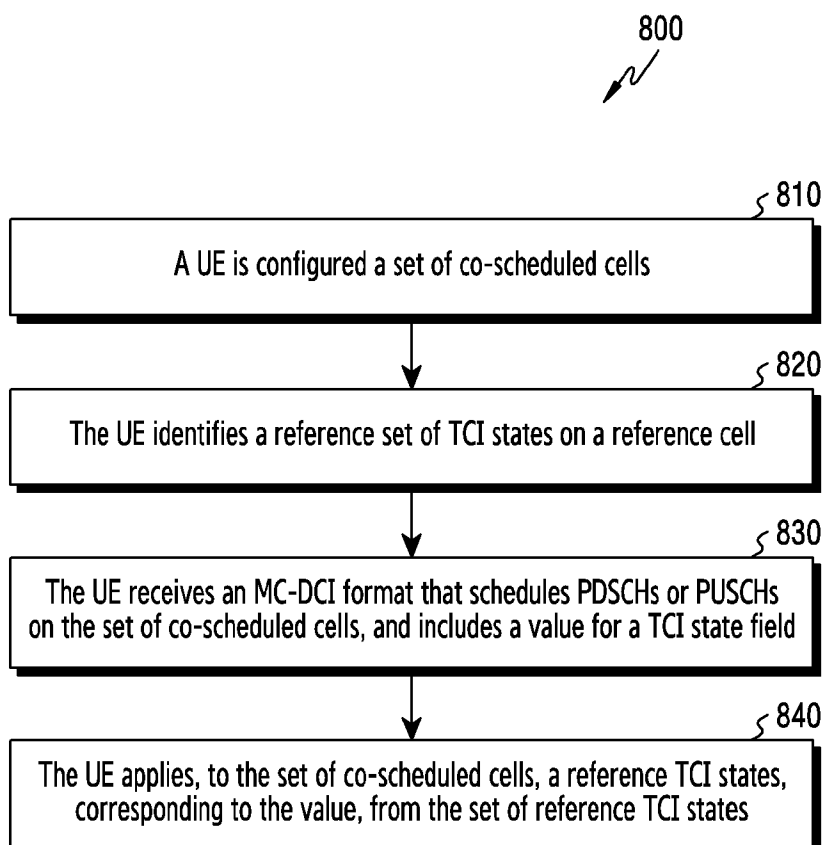 800
810
A UE is configured a set of co-scheduled cells
820
The UE identifies a reference set of TCI states on a reference cell
830
The UE receives an MC-DCI format that schedules PDSCHs or PUSCHs
on the set of co-scheduled cells, and includes a value for a TCI state field
840
The UE applies, to the set of co-scheduled cells, a reference TCI states,
corresponding to the value, from the set of reference TCI states